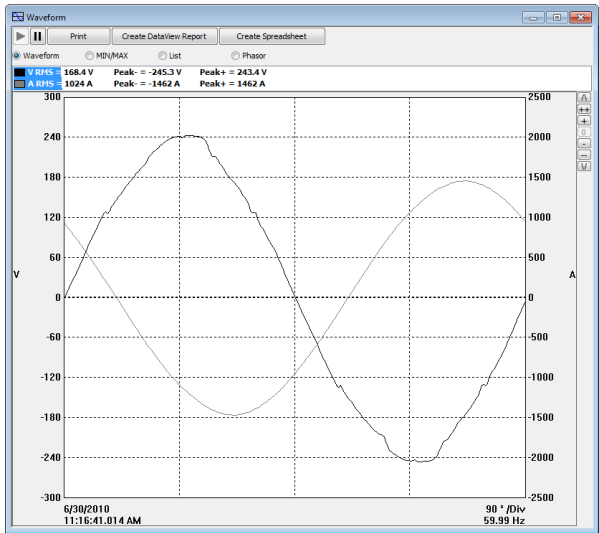 Waveform
Print Create DataView Report Create Spreadsheet
Waveform MIN/MAX List Phasor
V RMS = 168.4 V Peak- = -245.3 V Peak+ = 243.4 V
A RMS = 1024 A Peak- = -1462 A Peak+ = 1462 A
300 2500
++
240 2000 +
0
180 1500 -
--
120 1000
60 500
V A
0 0
-60 -500
-120 -1000
-180 -1500
-240 -2000
-300 -2500
6/30/2010 90 °/Div
11:16:41.014 AM 59.99 Hz